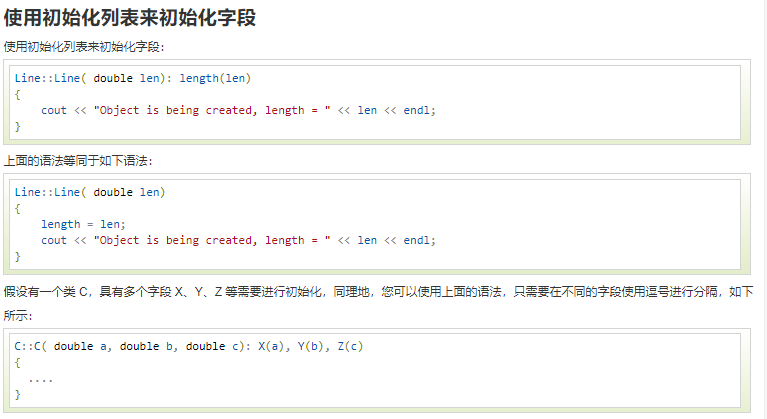 使用初始化列表来初始化字段
使用初始化列表来初始化字段：
Line::Line( double len): length(len)
{
    cout << "Object is being created, length = " << len << endl;
}
上面的语法等同于如下语法：
Line::Line( double len)
{
    length = len;
    cout << "Object is being created, length = " << len << endl;
}
假设有一个类 C，具有多个字段 X、Y、Z 等需要进行初始化，同理地，您可以使用上面的语法，只需要在不同的字段使用逗号进行分隔，如下
所示：
C::C( double a, double b, double c): X(a), Y(b), Z(c)
{
  ....
}